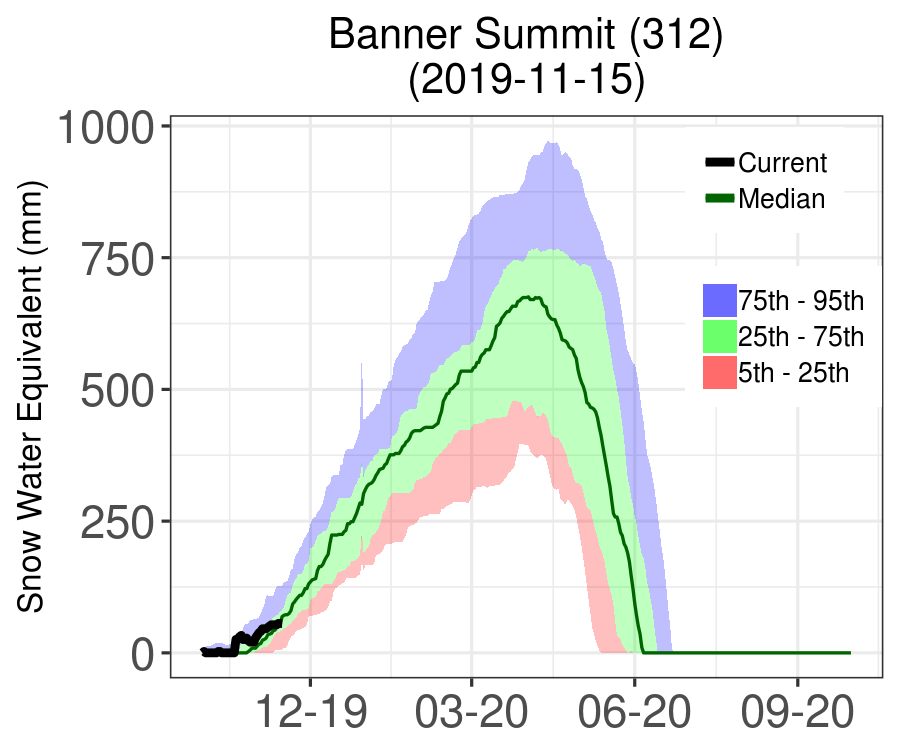 Banner Summit (312)
(2019-11-15)
Snow Water Equivalent (mm)
1000
750
500
250
0
12-19
03-20
06-20
09-20
Current
Median
75th - 95th
25th - 75th
5th - 25th